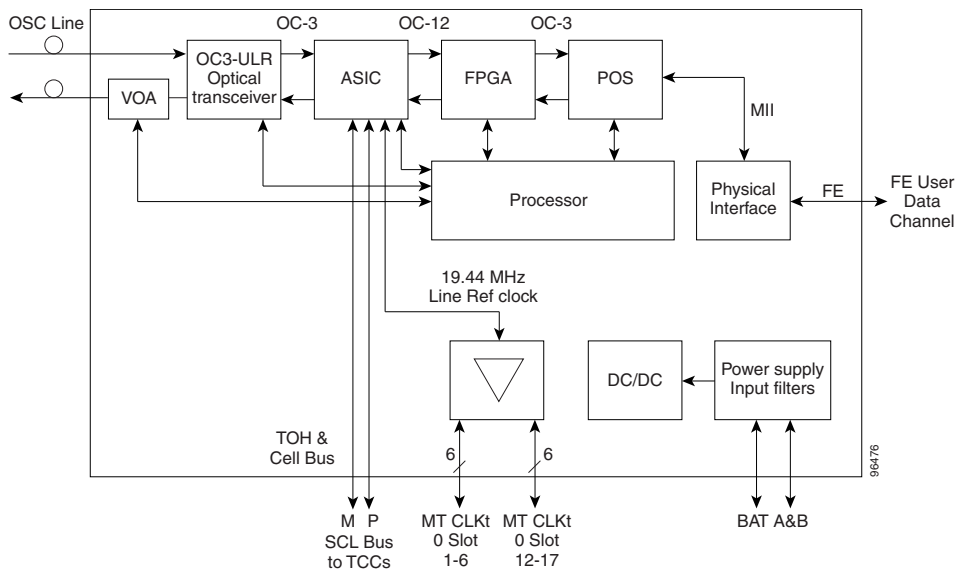 OSC Line
OC-3
OC-12
OC-3
OC3-ULR
Optical
transceiver
ASIC
FPGA
POS
VOA
MII
Processor
Physical
Interface
FE
FE User
Data
Channel
19.44 MHz
Line Ref clock
DC/DC
Power supply
Input filters
TOH &
Cell Bus
6
6
96476
M P
SCL Bus
to TCCs
MT CLKt
0 Slot
1-6
MT CLKt
0 Slot
12-17
BAT A&B